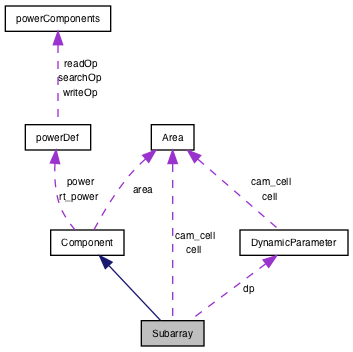 powerComponents
readOp
searchOp
writeOp
powerDef
Area
power
rt_power
area
cam_cell
cell
cam_cell
cell
Component
DynamicParameter
dp
Subarray